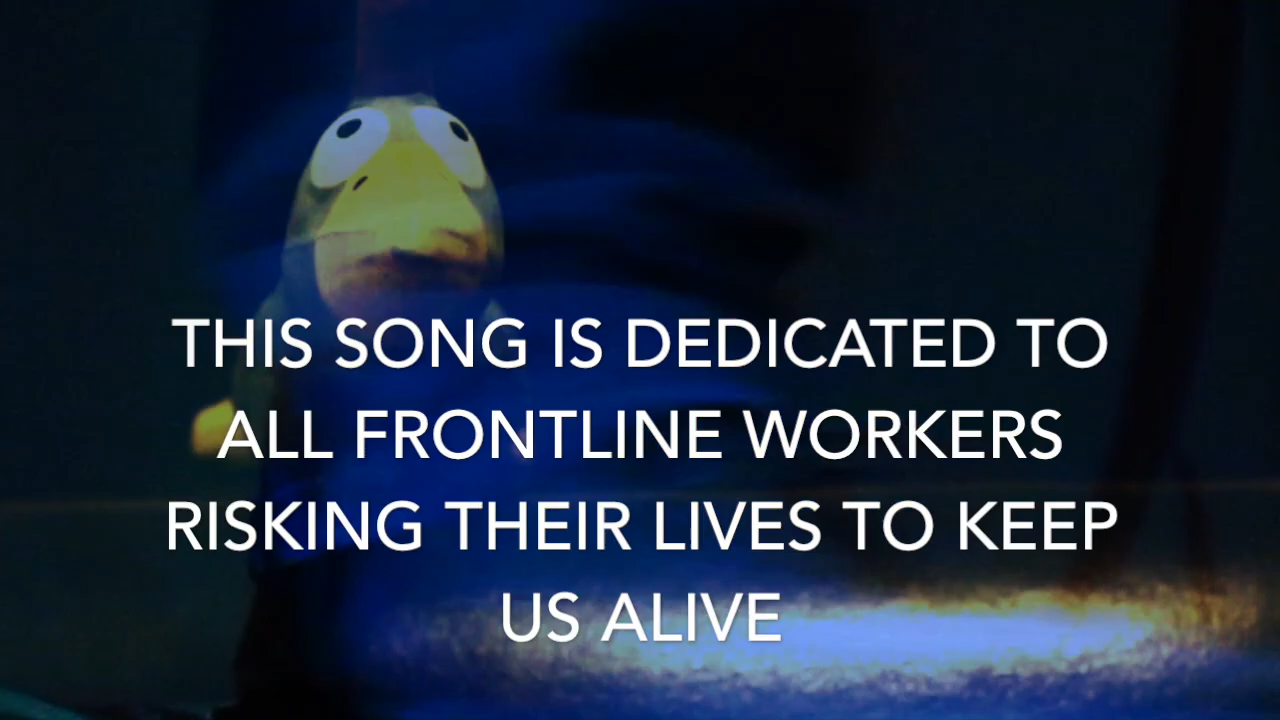 THIS SONG IS DEDICATED TO
ALL FRONTLINE WORKERS
RISKING THEIR LIVES TO KEEP
US ALIVE